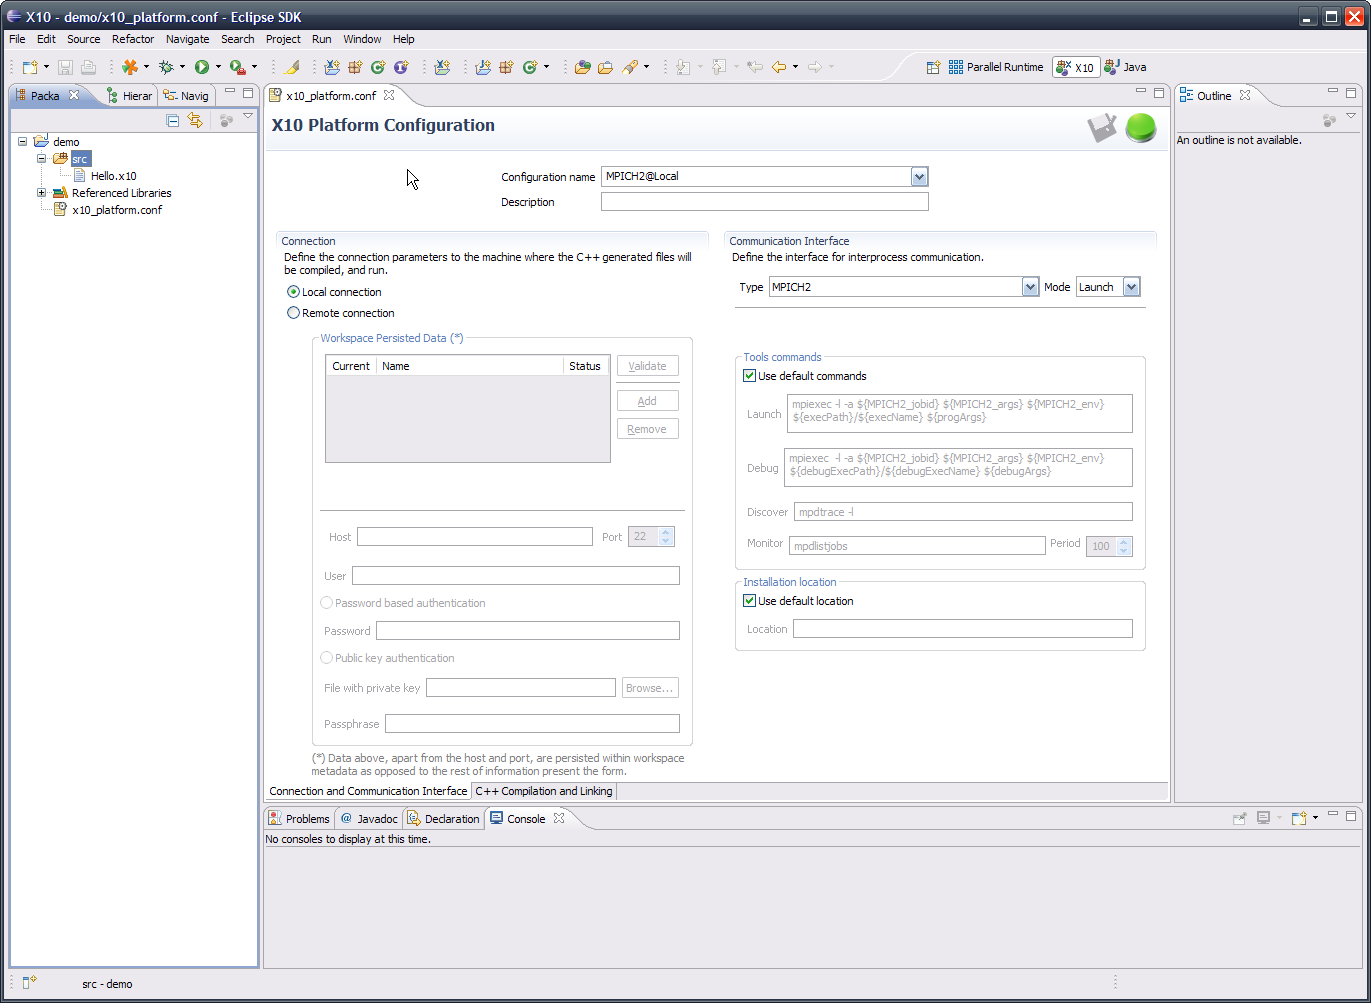 X10 - demo/x10_platform.conf - Eclipse SDK
File Edit Source Refactor Navigate Search Project Run Window Help
Parallel Runtime X10 Java
Packa Hierar Navig
demo
src
Hello.x10
Referenced Libraries
x10_platform.conf
x10_platform.conf
X10 Platform Configuration
Configuration name MPICH2@Local
Description
Connection
Define the connection parameters to the machine where the C++ generated files will
be compiled, and run.
Local connection
Remote connection
Workspace Persisted Data (*)
Current Name Status
Validate
Add
Remove
Host Port 22
User
Password based authentication
Password
Public key authentication
File with private key Browse...
Passphrase
(*) Data above, apart from the host and port, are persisted within workspace
metadata as opposed to the rest of information present the form.
Communication Interface
Define the interface for interprocess communication.
Type MPICH2 Mode Launch
Tools commands
Use default commands
Launch mpiexec -l -a ${MPICH2_jobid} ${MPICH2_args} ${MPICH2_env}
${execPath}/${execName} ${progArgs}
Debug mpiexec -l -a ${MPICH2_jobid} ${MPICH2_args} ${MPICH2_env}
${debugExecPath}/${debugExecName} ${debugArgs}
Discover mpdtrace -l
Monitor mpdlistjobs Period 100
Installation location
Use default location
Location
Connection and Communication Interface C++ Compilation and Linking
Outline
An outline is not available.
Problems Javadoc Declaration Console
No consoles to display at this time.
src - demo